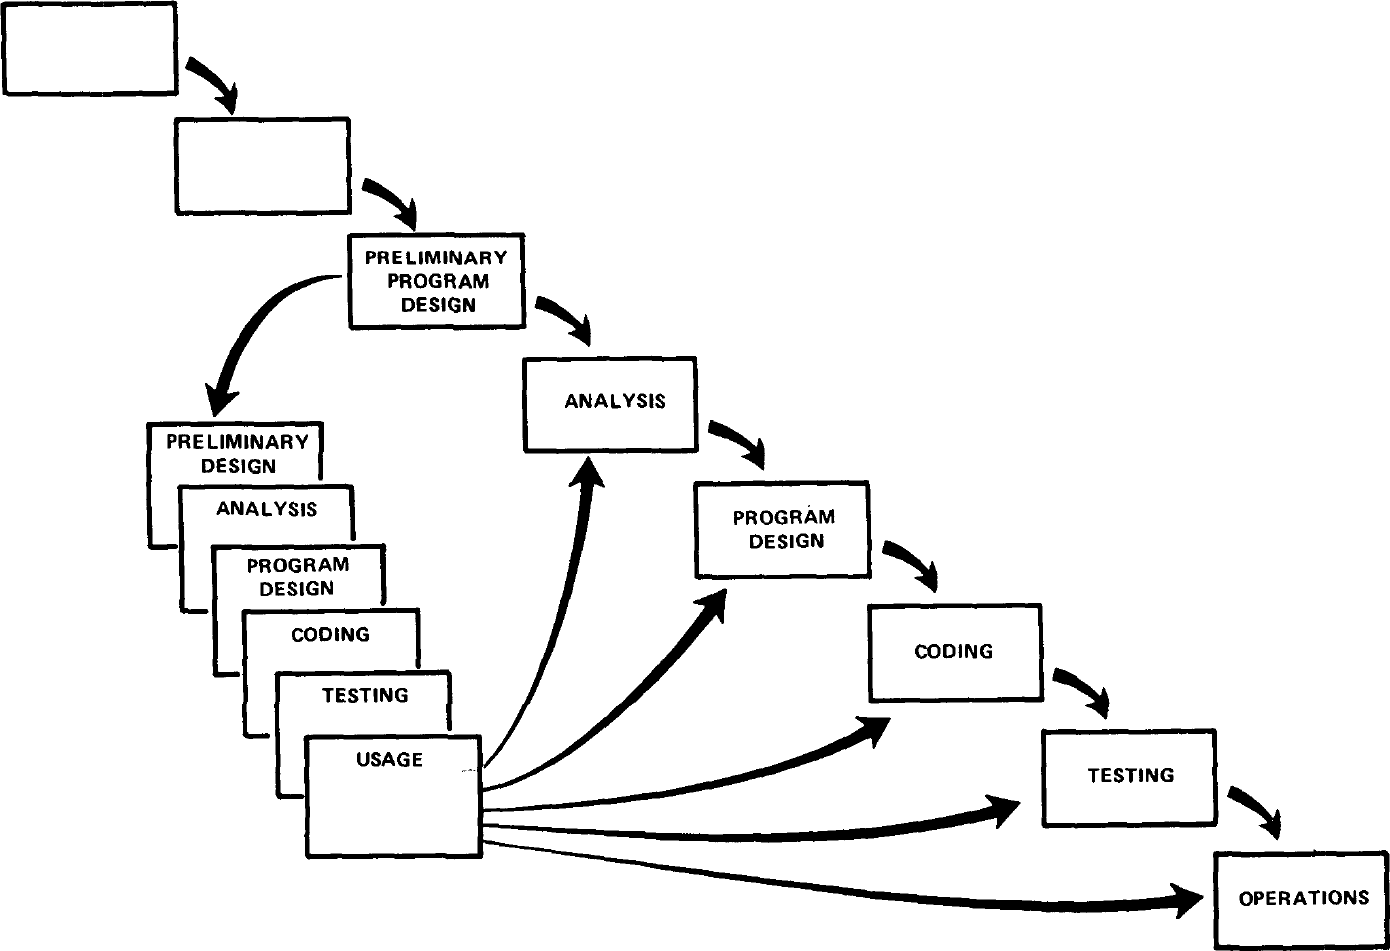 PRELIMINARY
PROGRAM
DESIGN
ANALYSIS
PRELIMINARY
DESIGN
ANALYSIS
PROGRAM
DESIGN
PROGRAM
DESIGN
CODING
CODING
TESTING
USAGE
TESTING
OPERATIONS